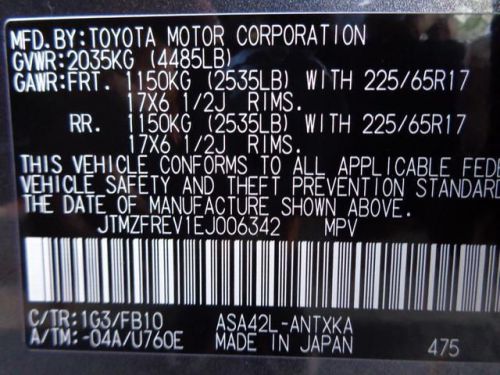 MFD.BY:TOYOTA MOTOR CORPORATION
GVWR:2035KG (4485LB)
GAWR:FRT. 1150KG (2535LB) WITH 225/65R17
17X6 1/2J RIMS.
RR. 1150KG (2535LB) WITH 225/65R17
17X6 1/2J RIMS.
THIS VEHICLE CONFORMS TO ALL APPLICABLE FEDE
VEHICLE SAFETY AND THEFT PREVENTION STANDARD
THE DATE OF MANUFACTURE SHOWN ABOVE.
JTMZFREV1EJ006342 MPV
C/TR:1G3/FB10 ASA42L-ANTXKA
A/TM:-04A/U760E MADE IN JAPAN 475